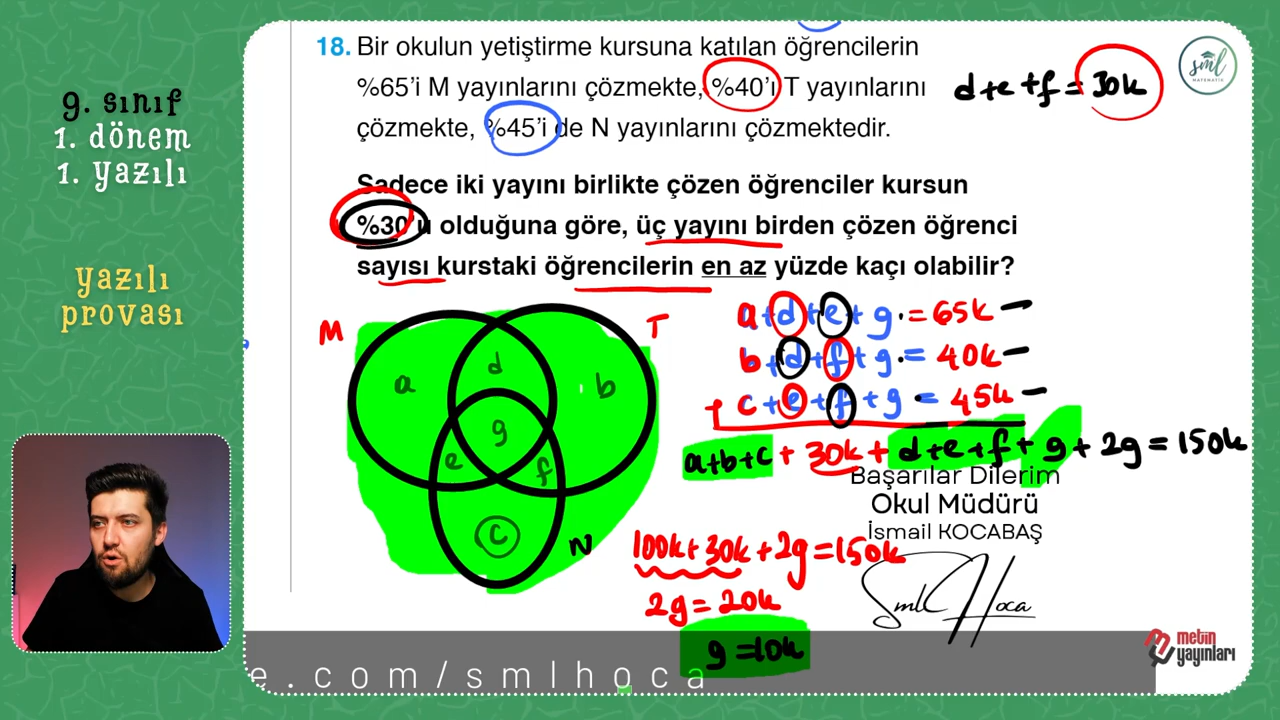 9. sınıf
1. dönem
1. yazılı
yazılı
provası
18. Bir okulun yetiştirme kursuna katılan öğrencilerin
%65'i M yayınlarını çözmekte, %40'ı T yayınlarını
çözmekte, %45'i de N yayınlarını çözmektedir.
d+e+f=30k
sml
MATEMATİK
Sadece iki yayını birlikte çözen öğrenciler kursun
%30'u olduğuna göre, üç yayını birden çözen öğrenci
sayısı kurstaki öğrencilerin en az yüzde kaçı olabilir?
M
T
a
d
b
g
e
f
c
N
a+d+e+g=65k
b+d+f+g=40k
+ c+e+f+g=45k
a+b+c+30k+d+e+f+g+2g=150k
100k+30k+2g=150k
2g=20k
g=10k
Başarılar Dilerim
Okul Müdürü
İsmail KOCABAŞ
Sml Hoca
e.com/smlhoca
metin
yayınları